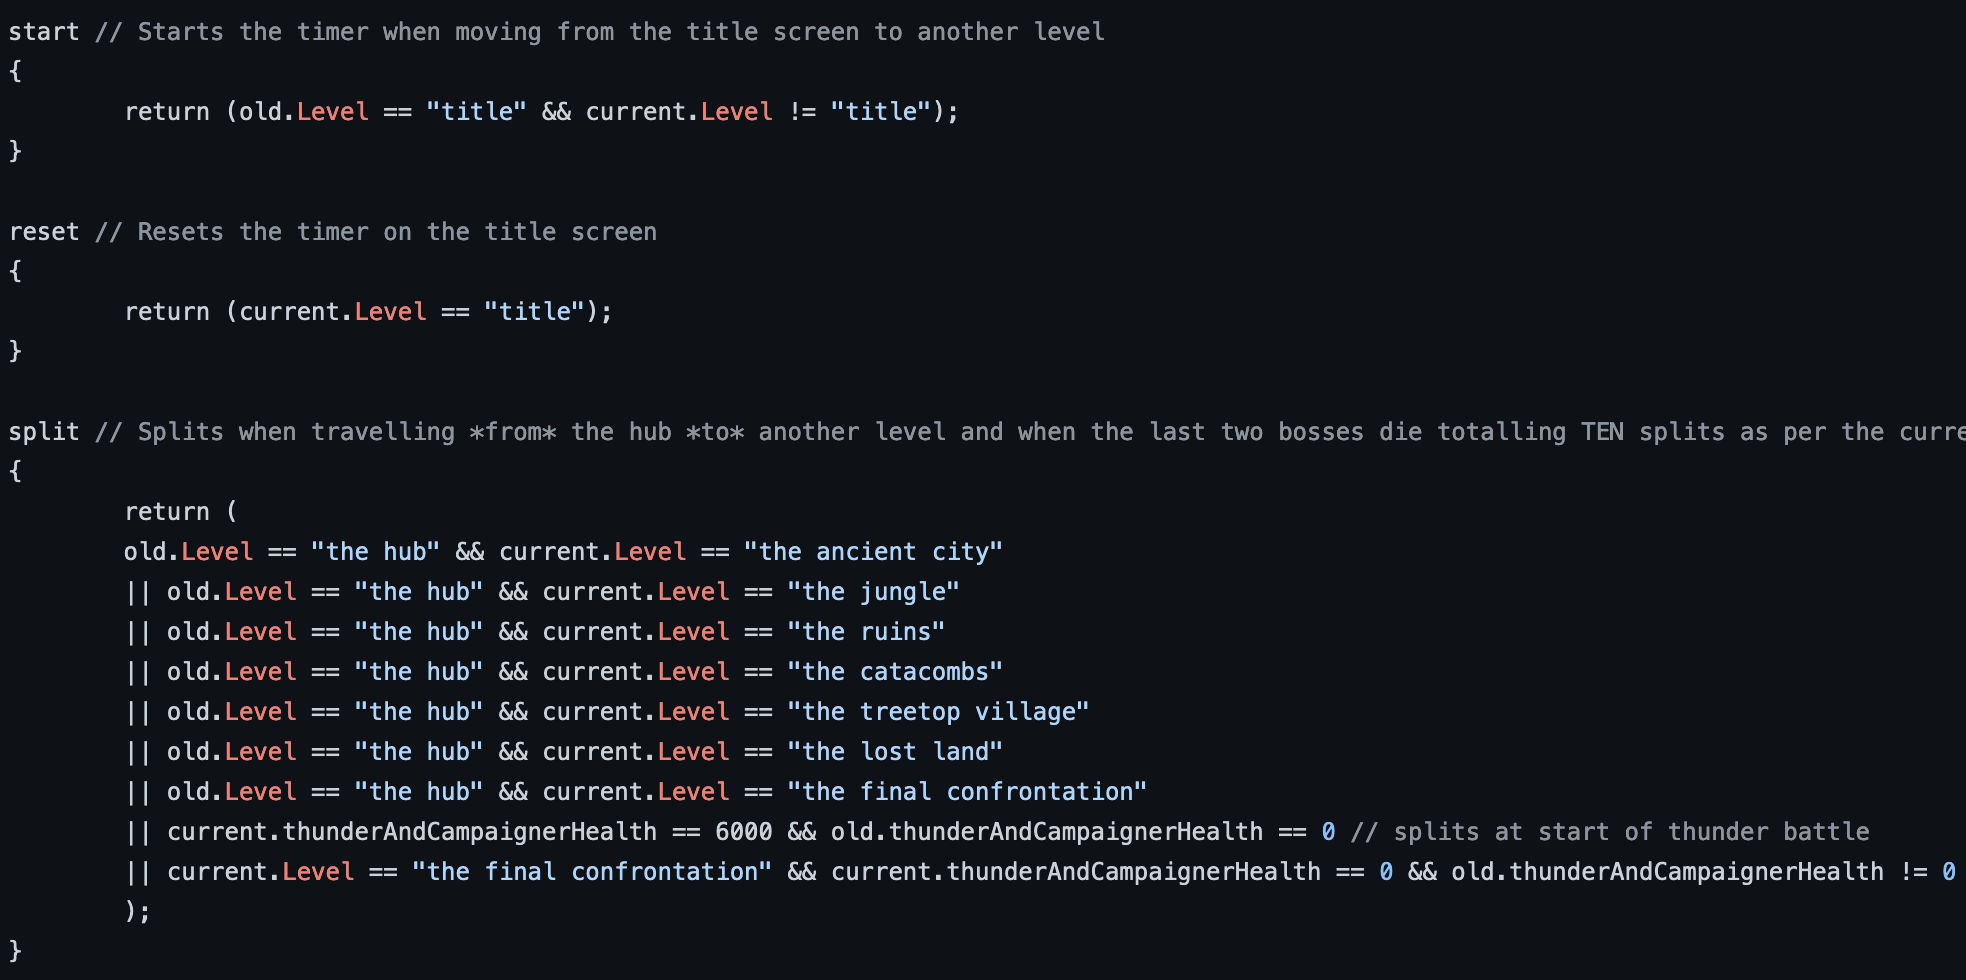 start // Starts the timer when moving from the title screen to another level
{
        return (old.Level == "title" && current.Level != "title");
}

reset // Resets the timer on the title screen
{
        return (current.Level == "title");
}

split // Splits when travelling *from* the hub *to* another level and when the last two bosses die totalling TEN splits as per the curre
{
        return (
        old.Level == "the hub" && current.Level == "the ancient city"
        || old.Level == "the hub" && current.Level == "the jungle"
        || old.Level == "the hub" && current.Level == "the ruins"
        || old.Level == "the hub" && current.Level == "the catacombs"
        || old.Level == "the hub" && current.Level == "the treetop village"
        || old.Level == "the hub" && current.Level == "the lost land"
        || old.Level == "the hub" && current.Level == "the final confrontation"
        || current.thunderAndCampaignerHealth == 6000 && old.thunderAndCampaignerHealth == 0 // splits at start of thunder battle
        || current.Level == "the final confrontation" && current.thunderAndCampaignerHealth == 0 && old.thunderAndCampaignerHealth != 0
        );
}